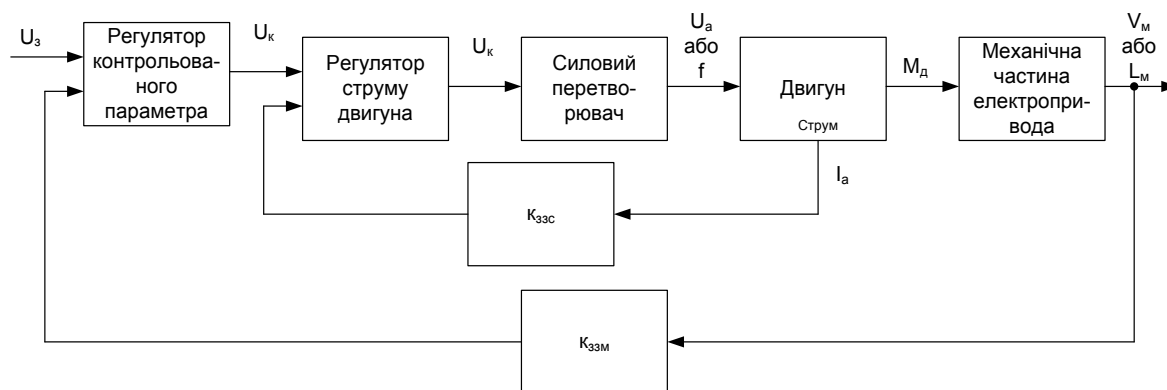 Uз
Регулятор
контрольова-
ного
параметра
Uк
Регулятор
струму
двигуна
Uк
Силовий
перетво-
рювач
Uа
або
f
Двигун
Струм
Mд
Механічна
частина
електропри-
вода
Vм
або
Lм
Iа
кззс
кззм